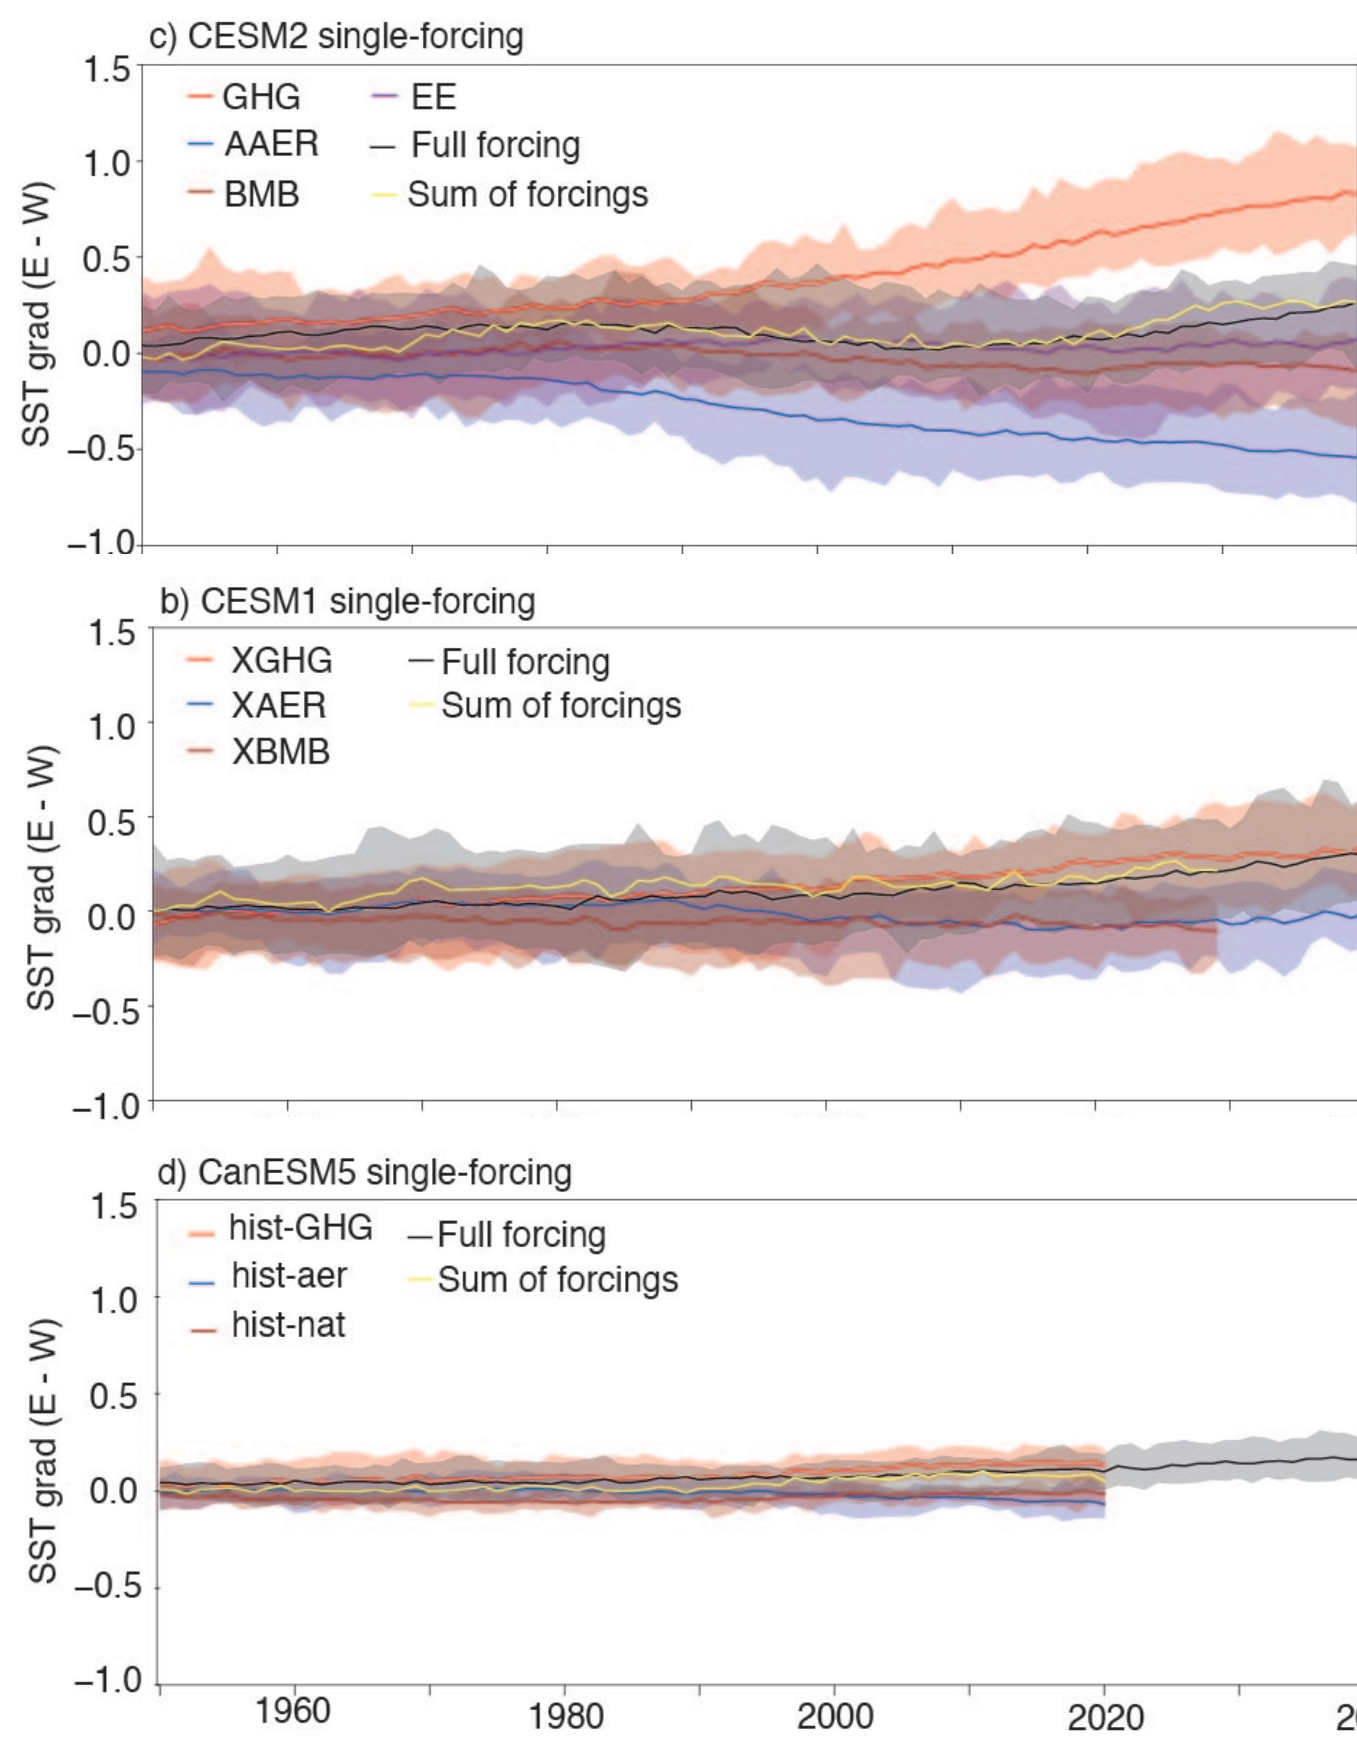 c) CESM2 single-forcing
1.5
GHG EE
AAER Full forcing
BMB Sum of forcings
1.0
0.5
0.0
−0.5
−1.0
SST grad (E - W)
b) CESM1 single-forcing
1.5
XGHG Full forcing
XAER Sum of forcings
XBMB
1.0
0.5
0.0
−0.5
−1.0
SST grad (E - W)
d) CanESM5 single-forcing
1.5
hist-GHG Full forcing
hist-aer Sum of forcings
hist-nat
1.0
0.5
0.0
−0.5
−1.0
SST grad (E - W)
1960 1980 2000 2020